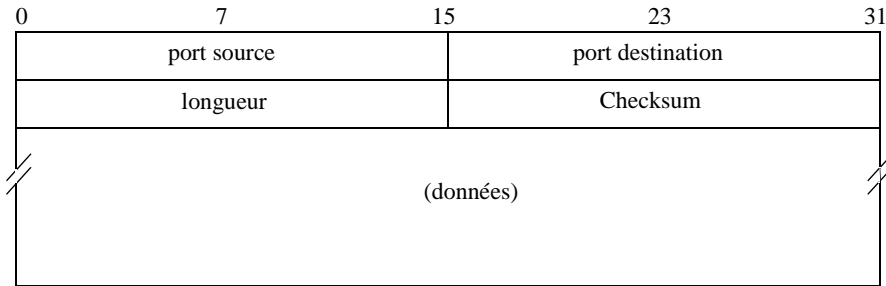 0 7 15 23 31
port source port destination
longueur Checksum
(données)